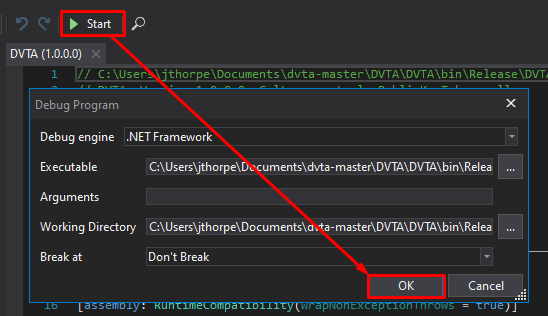 Start
DVTA (1.0.0.0)
1 // C:\Users\jthorpe\Documents\dvta-master\DVTA\DVTA\bin\Release\DVTA
Debug Program
Debug engine .NET Framework
Executable C:\Users\jthorpe\Documents\dvta-master\DVTA\DVTA\bin\Relea ...
Arguments
Working Directory C:\Users\jthorpe\Documents\dvta-master\DVTA\DVTA\bin\Relea ...
Break at Don't Break
OK Cancel
16 [assembly: RuntimeCompatibility(WrapNonExceptionThrows = true)]